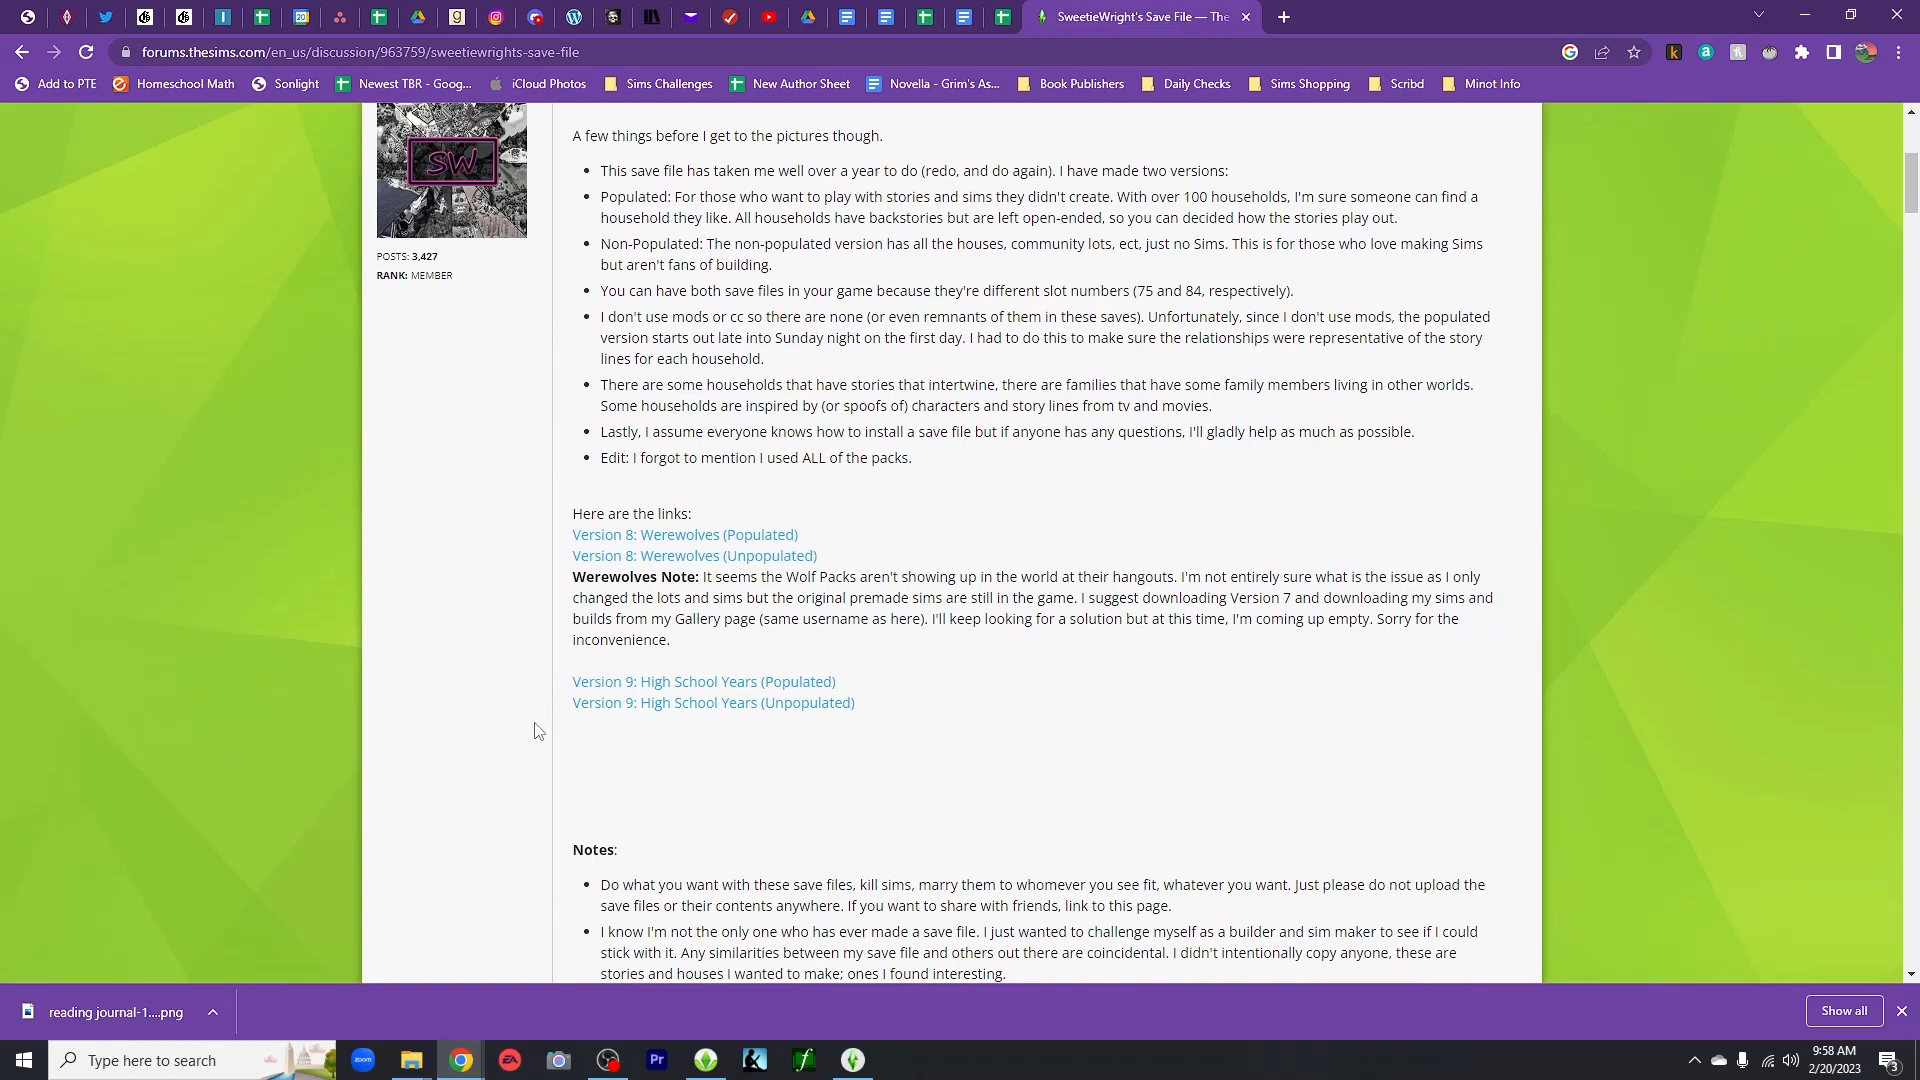 SweetieWright's Save File — The
forums.thesims.com/en_us/discussion/963759/sweetiewrights-save-file
Add to PTE
Homeschool Math
Sonlight
Newest TBR - Goog...
iCloud Photos
Sims Challenges
New Author Sheet
Novella - Grim's As...
Book Publishers
Daily Checks
Sims Shopping
Scribd
Minot Info
SW
POSTS: 3,427
RANK: MEMBER
A few things before I get to the pictures though.
This save file has taken me well over a year to do (redo, and do again). I have made two versions:
Populated: For those who want to play with stories and sims they didn't create. With over 100 households, I'm sure someone can find a
household they like. All households have backstories but are left open-ended, so you can decided how the stories play out.
Non-Populated: The non-populated version has all the houses, community lots, ect, just no Sims. This is for those who love making Sims
but aren't fans of building.
You can have both save files in your game because they're different slot numbers (75 and 84, respectively).
I don't use mods or cc so there are none (or even remnants of them in these saves). Unfortunately, since I don't use mods, the populated
version starts out late into Sunday night on the first day. I had to do this to make sure the relationships were representative of the story
lines for each household.
There are some households that have stories that intertwine, there are families that have some family members living in other worlds.
Some households are inspired by (or spoofs of) characters and story lines from tv and movies.
Lastly, I assume everyone knows how to install a save file but if anyone has any questions, I'll gladly help as much as possible.
Edit: I forgot to mention I used ALL of the packs.
Here are the links:
Version 8: Werewolves (Populated)
Version 8: Werewolves (Unpopulated)
Werewolves Note: It seems the Wolf Packs aren't showing up in the world at their hangouts. I'm not entirely sure what is the issue as I only
changed the lots and sims but the original premade sims are still in the game. I suggest downloading Version 7 and downloading my sims and
builds from my Gallery page (same username as here). I'll keep looking for a solution but at this time, I'm coming up empty. Sorry for the
inconvenience.
Version 9: High School Years (Populated)
Version 9: High School Years (Unpopulated)
Notes:
Do what you want with these save files, kill sims, marry them to whomever you see fit, whatever you want. Just please do not upload the
save files or their contents anywhere. If you want to share with friends, link to this page.
I know I'm not the only one who has ever made a save file. I just wanted to challenge myself as a builder and sim maker to see if I could
stick with it. Any similarities between my save file and others out there are coincidental. I didn't intentionally copy anyone, these are
stories and houses I wanted to make; ones I found interesting.
reading journal-1....png
Show all
Type here to search
zoom
EA
Pr
9:58 AM
2/20/2023
3